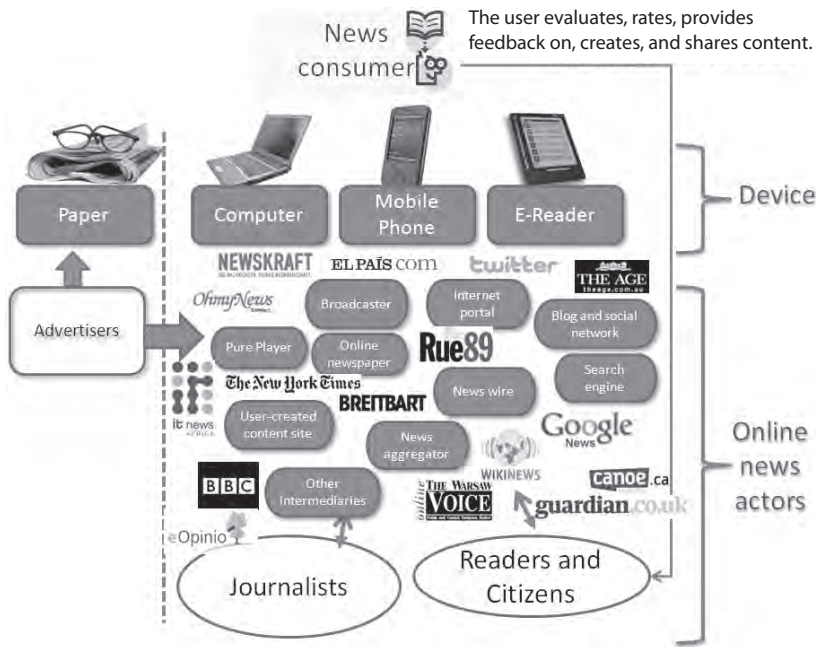 News
consumer
The user evaluates, rates, provides
feedback on, creates, and shares content.
Paper
Computer
Mobile
Phone
E-Reader
Device
Advertisers
NEWSKRAFT
EL PAÍS com
twitter
THE AGE
theage.com.au
OhmyNews
Broadcaster
Internet
portal
Blog and social
network
Pure Player
Online
newspaper
Rue89
Search
engine
The New York Times
BREITBART
News wire
it news
AFRICA
User-created
content site
News
aggregator
Google
News
WIKINEWS
BBC
Other
Intermediaries
online
THE WARSAW
VOICE
canoe.ca
guardian.co.uk
eOpinio
Journalists
Readers and
Citizens
Online
news
actors